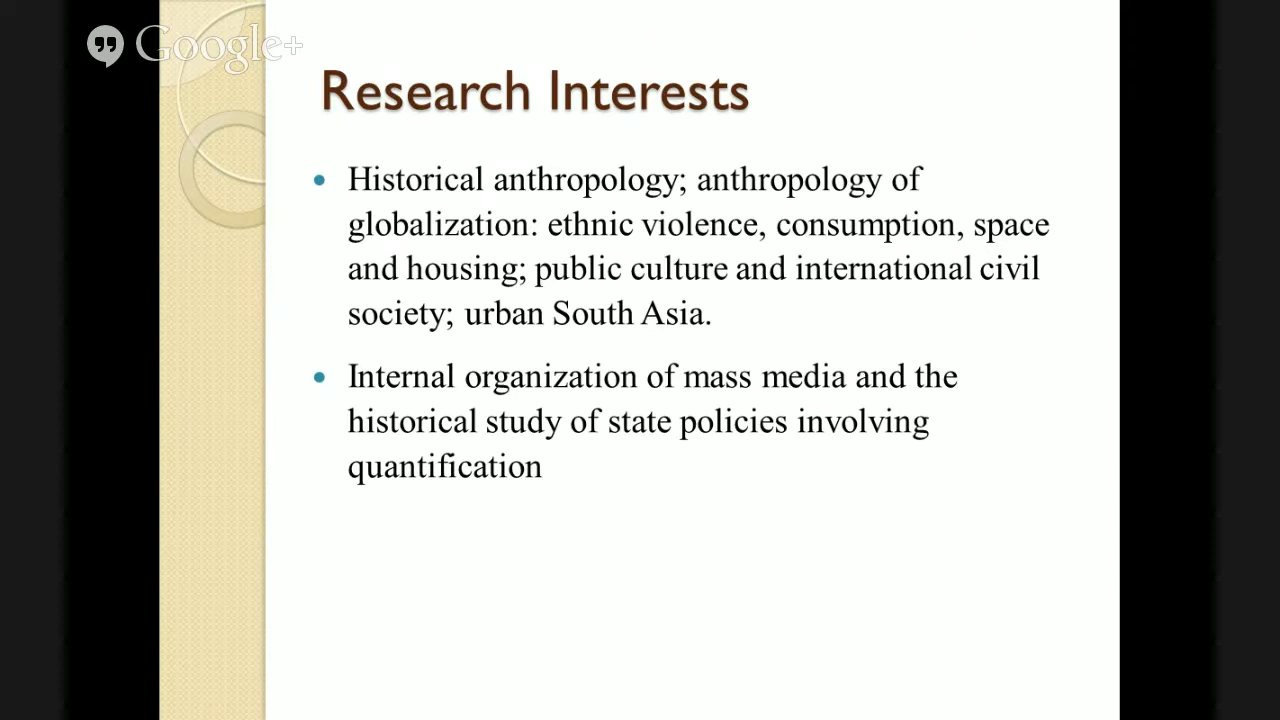 Google+
Research Interests
• Historical anthropology; anthropology of
globalization: ethnic violence, consumption, space
and housing; public culture and international civil
society; urban South Asia.
• Internal organization of mass media and the
historical study of state policies involving
quantification